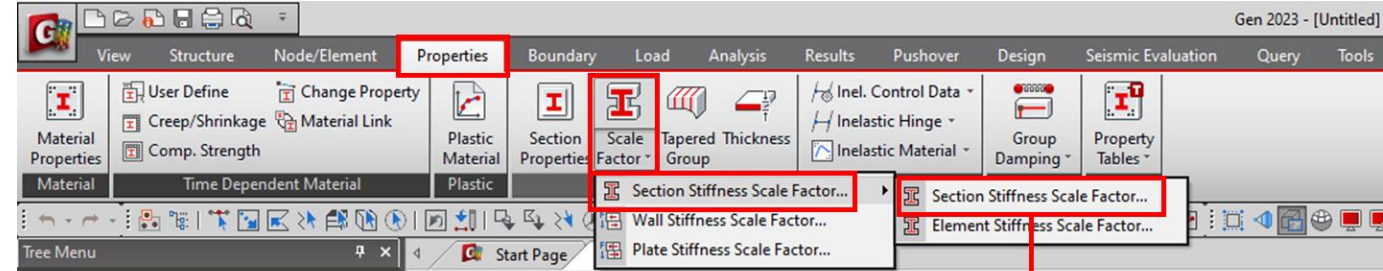 Gen 2023 - [Untitled]
View Structure Node/Element Properties Boundary Load Analysis Results Pushover Design Seismic Evaluation Query Tools
User Define Change Property Inel. Control Data
Creep/Shrinkage Material Link Inelastic Hinge
Comp. Strength Inelastic Material
Material Properties
Plastic Material
Section Properties
Scale Factor
Tapered Group
Thickness
Group Damping
Property Tables
Material Time Dependent Material Plastic
Section Stiffness Scale Factor... Section Stiffness Scale Factor...
Wall Stiffness Scale Factor... Element Stiffness Scale Factor...
Plate Stiffness Scale Factor...
Tree Menu Start Page